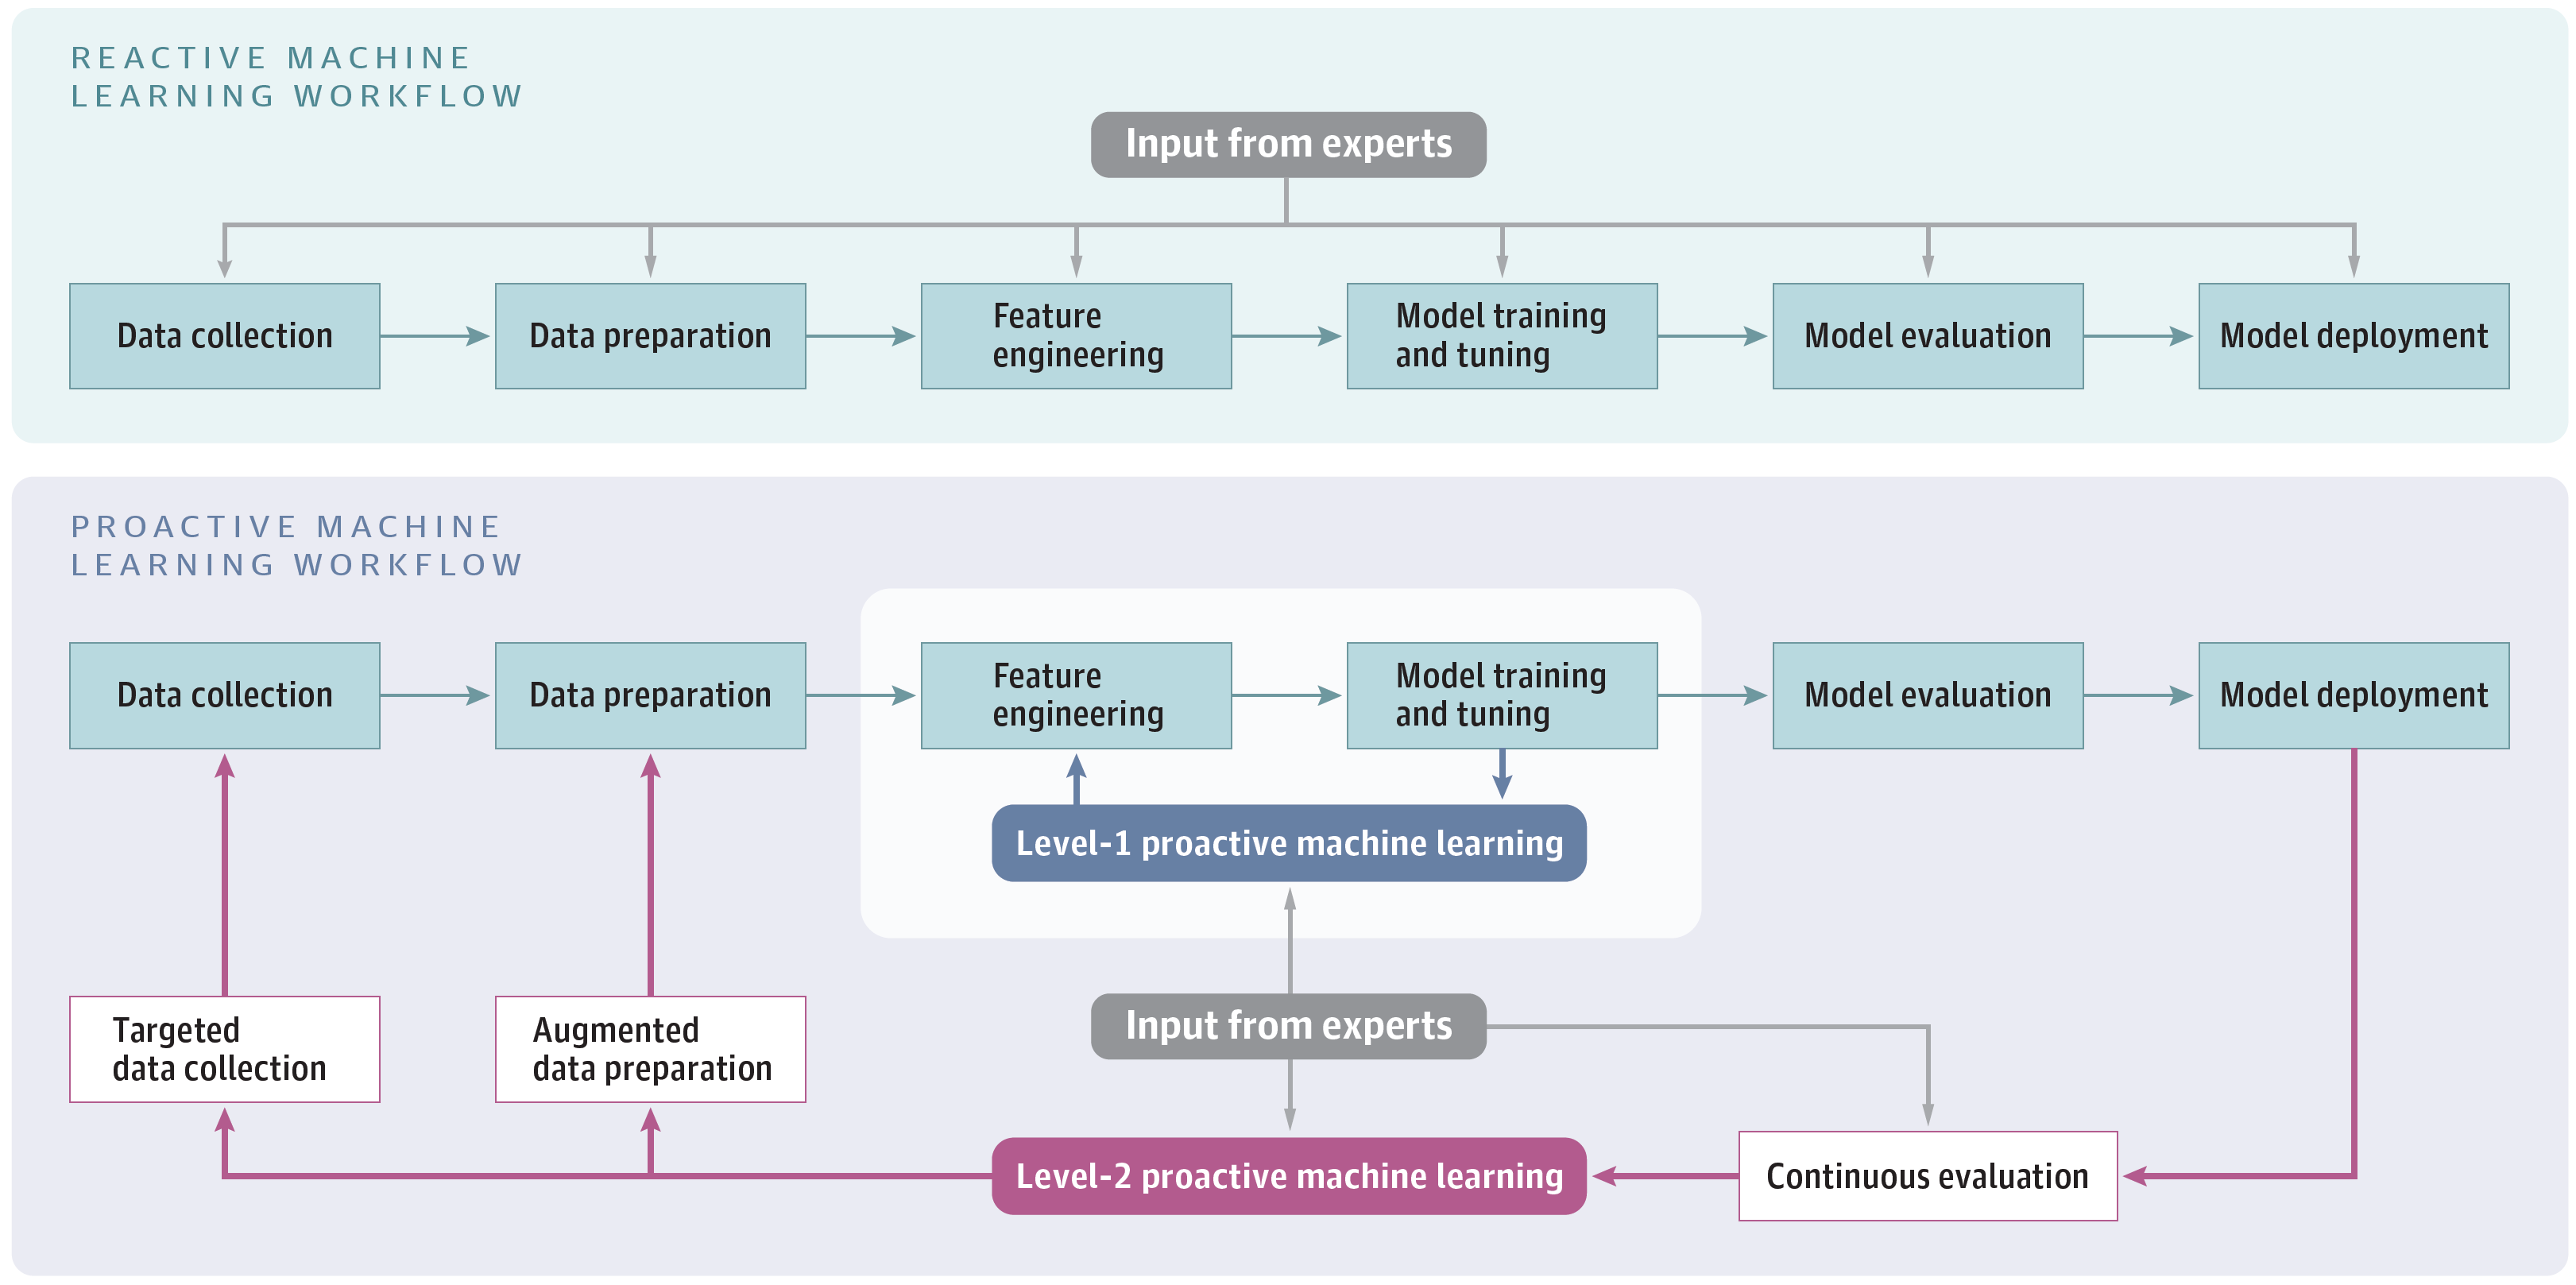 REACTIVE MACHINE
LEARNING WORKFLOW
Input from experts
Data collection
Data preparation
Feature
engineering
Model training
and tuning
Model evaluation
Model deployment
PROACTIVE MACHINE
LEARNING WORKFLOW
Data collection
Data preparation
Feature
engineering
Model training
and tuning
Model evaluation
Model deployment
Level-1 proactive machine learning
Targeted
data collection
Augmented
data preparation
Input from experts
Level-2 proactive machine learning
Continuous evaluation